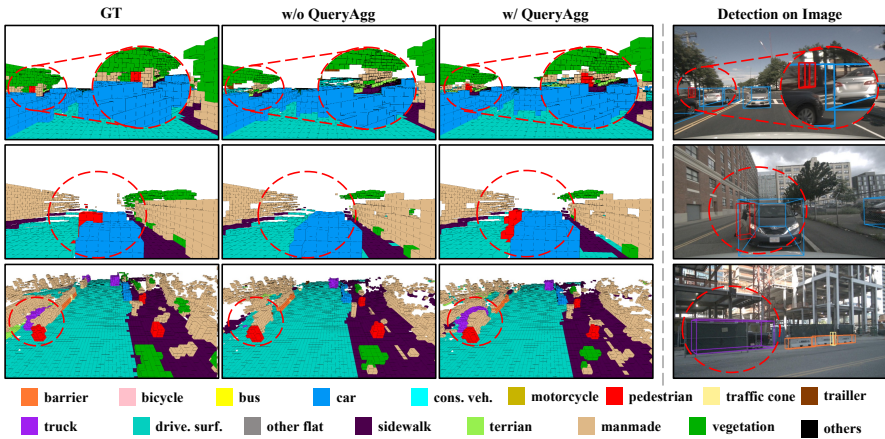 GT w/o QueryAgg w/ QueryAgg Detection on Image
barrier bicycle bus car cons. veh. motorcycle pedestrian traffic cone trailler
truck drive. surf. other flat sidewalk terrian manmade vegetation others